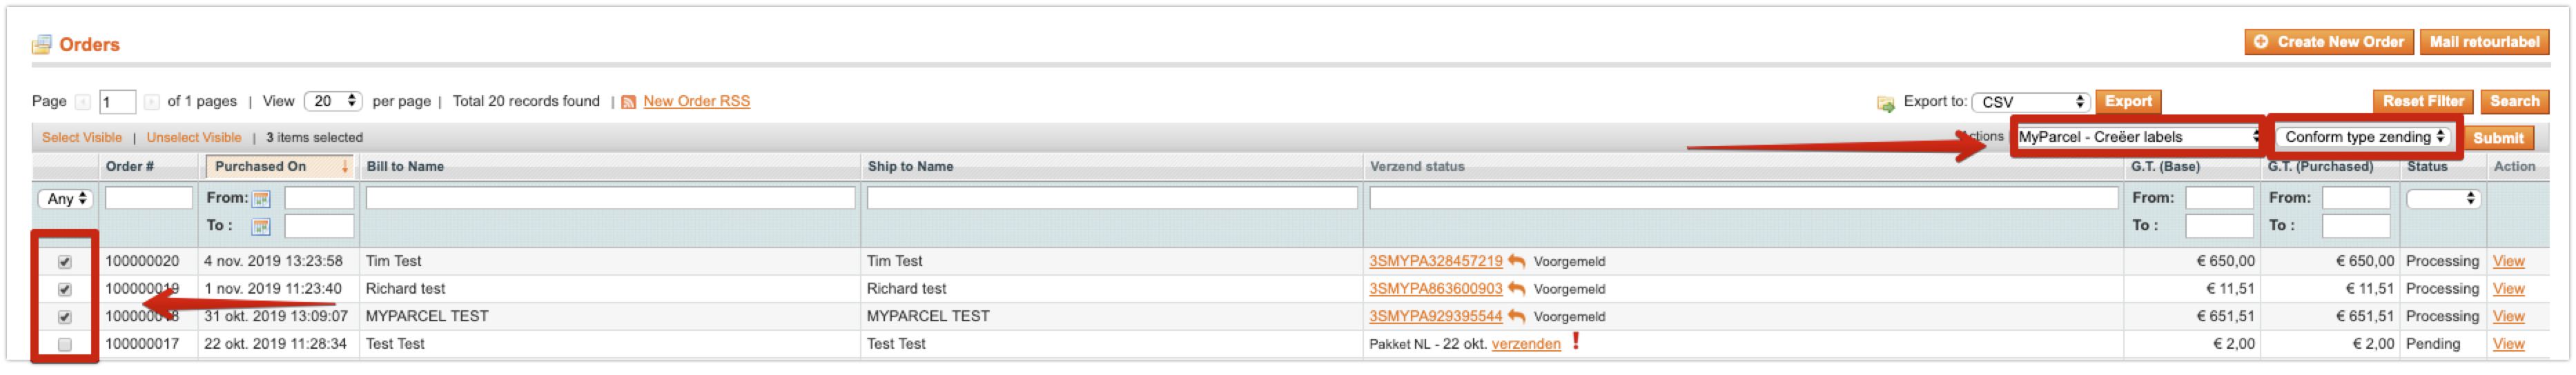 Orders
Create New Order Mail retourlabel
Page 1 of 1 pages | View 20 per page | Total 20 records found | New Order RSS Export to: CSV Export Reset Filter Search
Select Visible | Unselect Visible | 3 items selected Actions MyParcel - Creëer labels Conform type zending Submit
Order # Purchased On Bill to Name Ship to Name Verzend status G.T. (Base) G.T. (Purchased) Status Action
Any From: From: From:
To : To : To :
100000020 4 nov. 2019 13:23:58 Tim Test Tim Test 3SMYPA328457219 Voorgemeld € 650,00 € 650,00 Processing View
100000019 1 nov. 2019 11:23:40 Richard test Richard test 3SMYPA863600903 Voorgemeld € 11,51 € 11,51 Processing View
100000018 31 okt. 2019 13:09:07 MYPARCEL TEST MYPARCEL TEST 3SMYPA929395544 Voorgemeld € 651,51 € 651,51 Processing View
100000017 22 okt. 2019 11:28:34 Test Test Test Test Pakket NL - 22 okt. verzenden ! € 2,00 € 2,00 Pending View